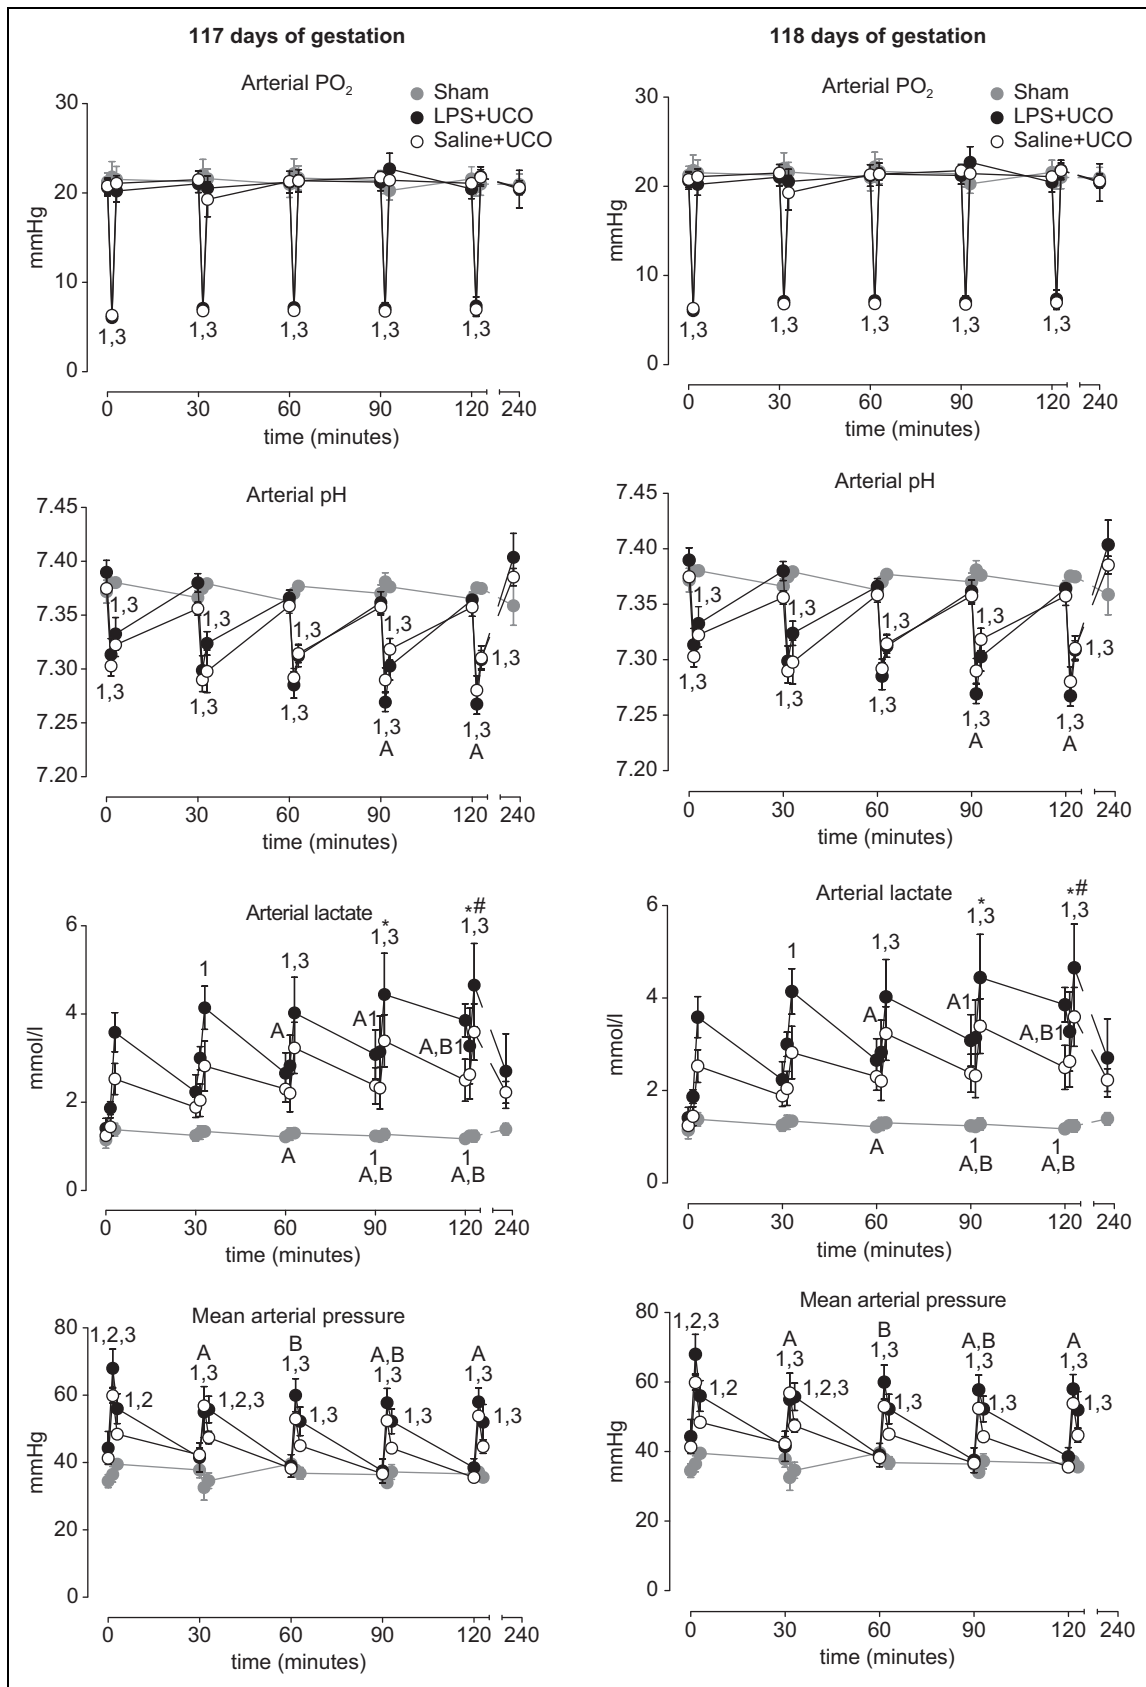 117 days of gestation
118 days of gestation
Arterial PO2
Sham
LPS+UCO
Saline+UCO
30
20
10
0
mmHg
1,3
1,3
1,3
1,3
1,3
0 30 60 90 120 240
time (minutes)
Arterial PO2
Sham
LPS+UCO
Saline+UCO
30
20
10
0
mmHg
1,3
1,3
1,3
1,3
1,3
0 30 60 90 120 240
time (minutes)
Arterial pH
7.45
7.40
7.35
7.30
7.25
7.20
1,3
1,3
1,3
1,3
1,3
1,3
1,3
1,3
1,3
A
1,3
A
0 30 60 90 120 240
time (minutes)
Arterial pH
7.45
7.40
7.35
7.30
7.25
7.20
1,3
1,3
1,3
1,3
1,3
1,3
1,3
1,3
1,3
A
1,3
A
0 30 60 90 120 240
time (minutes)
Arterial lactate
6
4
2
0
mmol/l
1
1,3
*
1,3
*#
1,3
A
A1
A,B1
A
1
A,B
1
A,B
0 30 60 90 120 240
time (minutes)
Arterial lactate
6
4
2
0
mmol/l
1
1,3
*
1,3
*#
1,3
A
A1
A,B1
A
1
A,B
1
A,B
0 30 60 90 120 240
time (minutes)
Mean arterial pressure
80
60
40
20
0
mmHg
1,2,3
1,2
A
1,3
1,2,3
B
1,3
1,3
A,B
1,3
1,3
A
1,3
1,3
0 30 60 90 120 240
time (minutes)
Mean arterial pressure
80
60
40
20
0
mmHg
1,2,3
1,2
A
1,3
1,2,3
B
1,3
1,3
A,B
1,3
1,3
A
1,3
1,3
0 30 60 90 120 240
time (minutes)